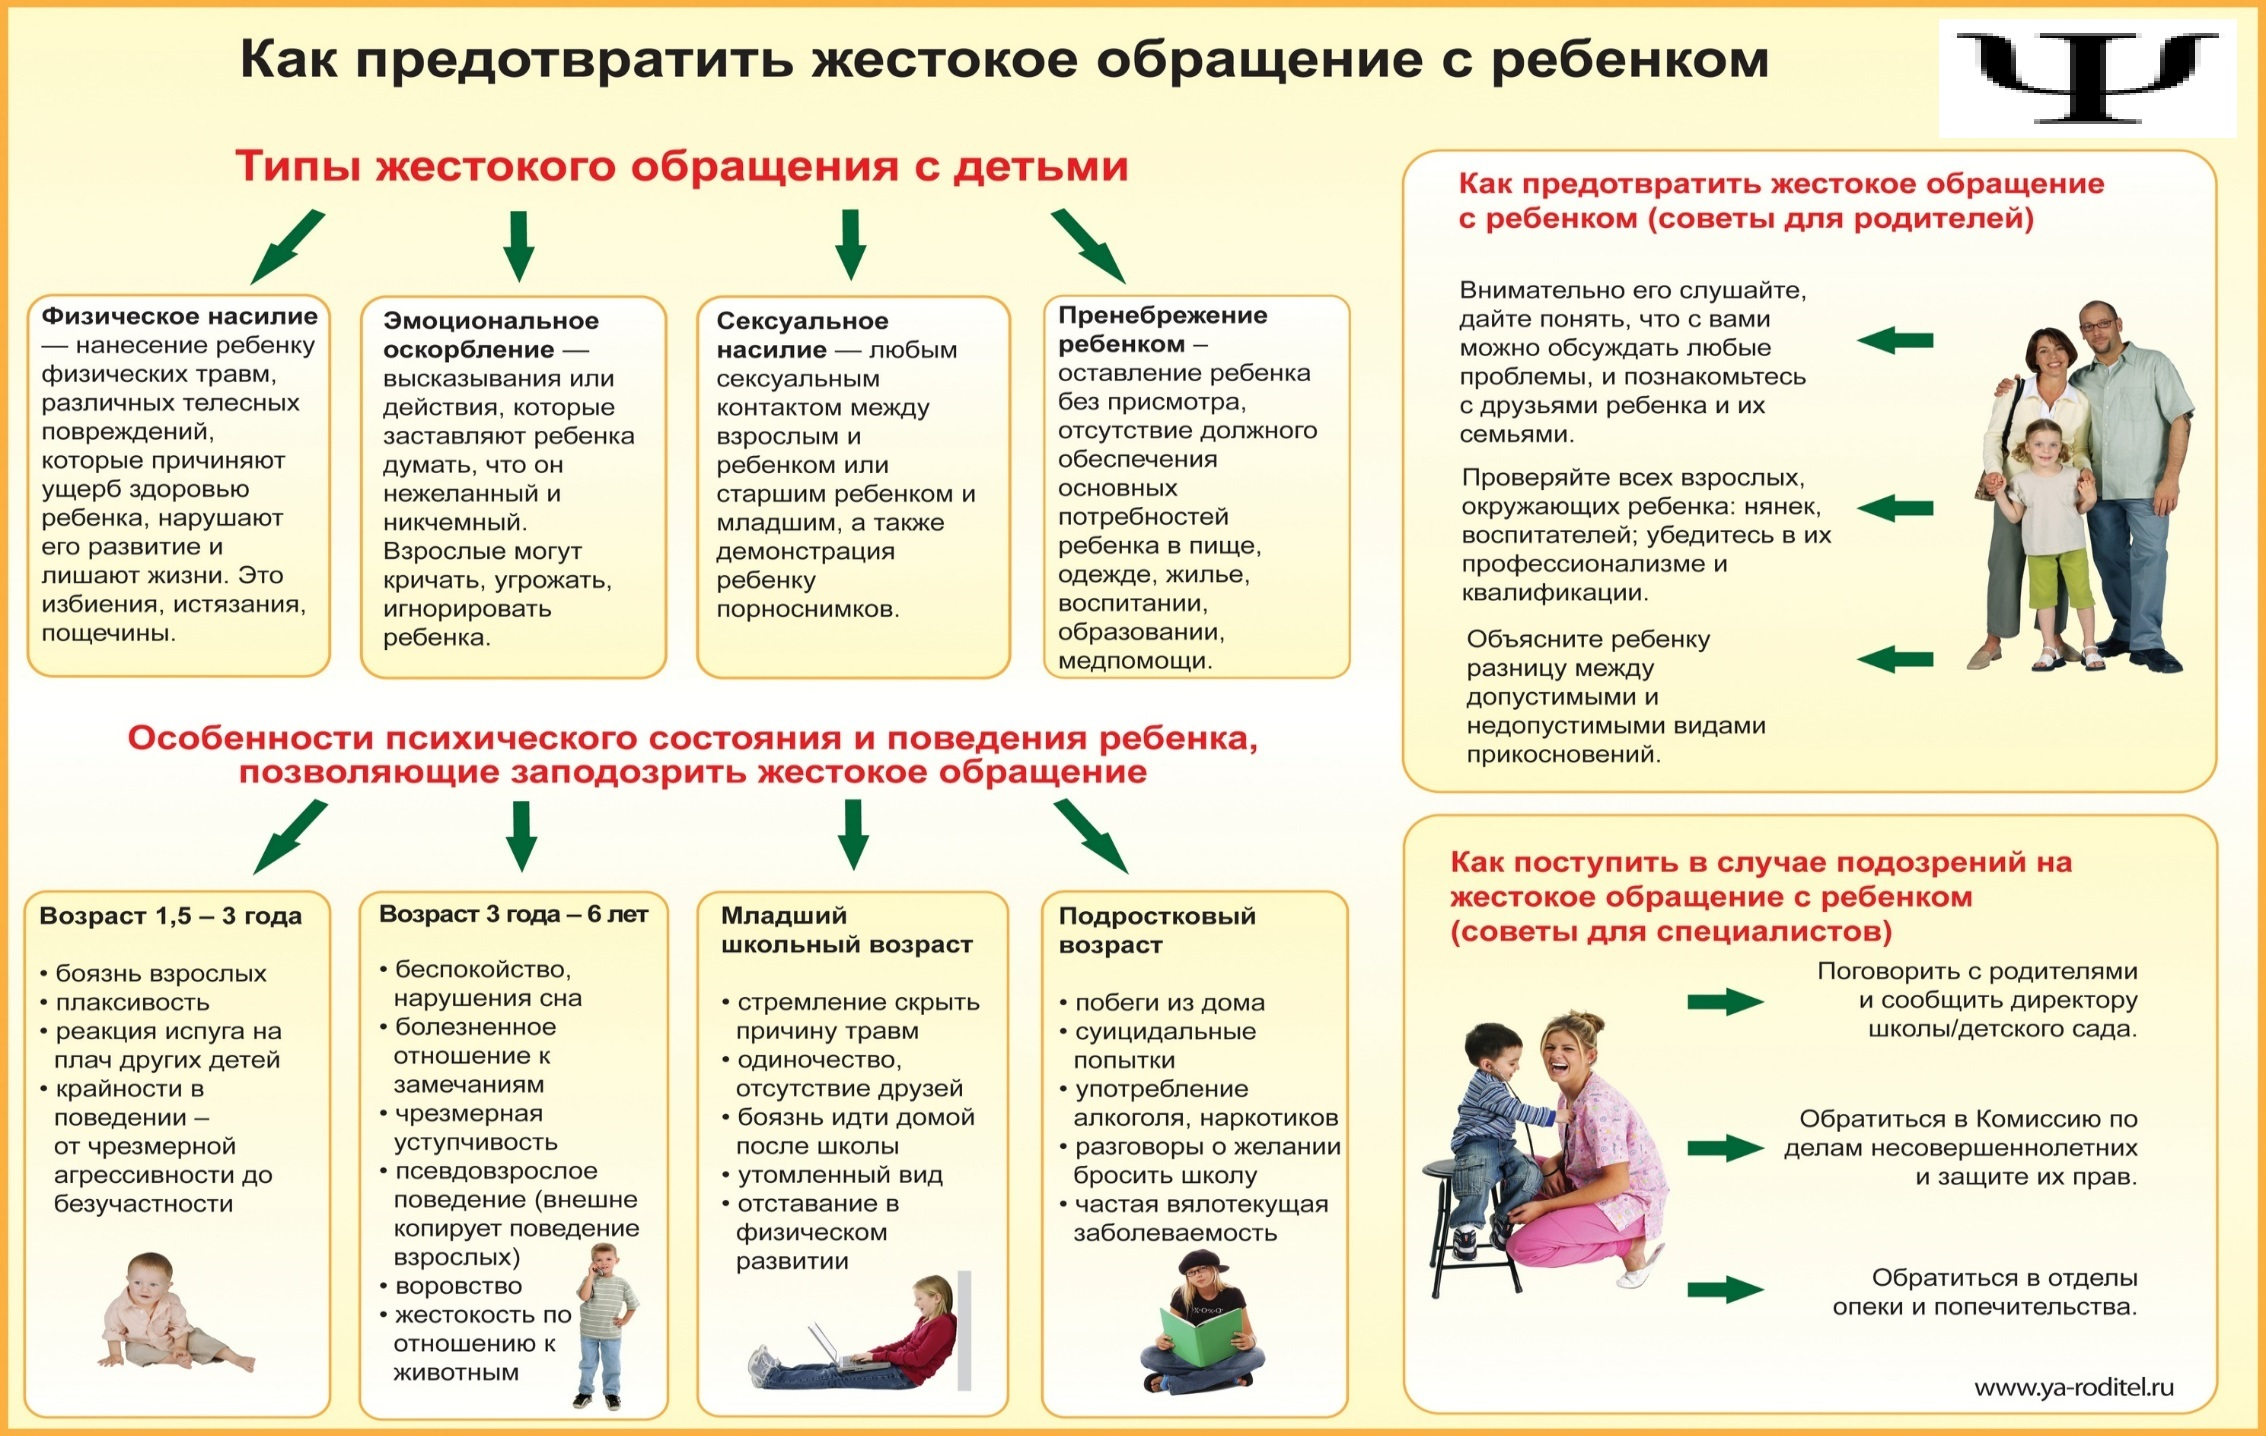 Как предотвратить жестокое обращение с ребенком
Ψ
Типы жестокого обращения с детьми
Физическое насилие
— нанесение ребенку
физических травм,
различных телесных
повреждений,
которые причиняют
ущерб здоровью
ребенка, нарушают
его развитие и
лишают жизни. Это
избиения, истязания,
пощечины.
Эмоциональное
оскорбление —
высказывания или
действия, которые
заставляют ребенка
думать, что он
нежеланный и
никчемный.
Взрослые могут
кричать, угрожать,
игнорировать
ребенка.
Сексуальное
насилие — любым
сексуальным
контактом между
взрослым и
ребенком или
старшим ребенком и
младшим, а также
демонстрация
ребенку
порноснимков.
Пренебрежение
ребенком –
оставление ребенка
без присмотра,
отсутствие должного
обеспечения
основных
потребностей
ребенка в пище,
одежде, жилье,
воспитании,
образовании,
медпомощи.
Особенности психического состояния и поведения ребенка,
позволяющие заподозрить жестокое обращение
Возраст 1,5 – 3 года
• боязнь взрослых
• плаксивость
• реакция испуга на
плач других детей
• крайности в
поведении –
от чрезмерной
агрессивности до
безучастности
Возраст 3 года – 6 лет
• беспокойство,
нарушения сна
• болезненное
отношение к
замечаниям
• чрезмерная
уступчивость
• псевдовзрослое
поведение (внешне
копирует поведение
взрослых)
• воровство
• жестокость по
отношению к
животным
Младший
школьный возраст
• стремление скрыть
причину травм
• одиночество,
отсутствие друзей
• боязнь идти домой
после школы
• утомленный вид
• отставание в
физическом
развитии
Подростковый
возраст
• побеги из дома
• суицидальные
попытки
• употребление
алкоголя, наркотиков
• разговоры о желании
бросить школу
• частая вялотекущая
заболеваемость
Как предотвратить жестокое обращение
с ребенком (советы для родителей)
Внимательно его слушайте,
дайте понять, что с вами
можно обсуждать любые
проблемы, и познакомьтесь
с друзьями ребенка и их
семьями.
Проверяйте всех взрослых,
окружающих ребенка: нянек,
воспитателей; убедитесь в их
профессионализме и
квалификации.
Объясните ребенку
разницу между
допустимыми и
недопустимыми видами
прикосновений.
Как поступить в случае подозрений на
жестокое обращение с ребенком
(советы для специалистов)
Поговорить с родителями
и сообщить директору
школы/детского сада.
Обратиться в Комиссию по
делам несовершеннолетних
и защите их прав.
Обратиться в отделы
опеки и попечительства.
www.ya-roditel.ru